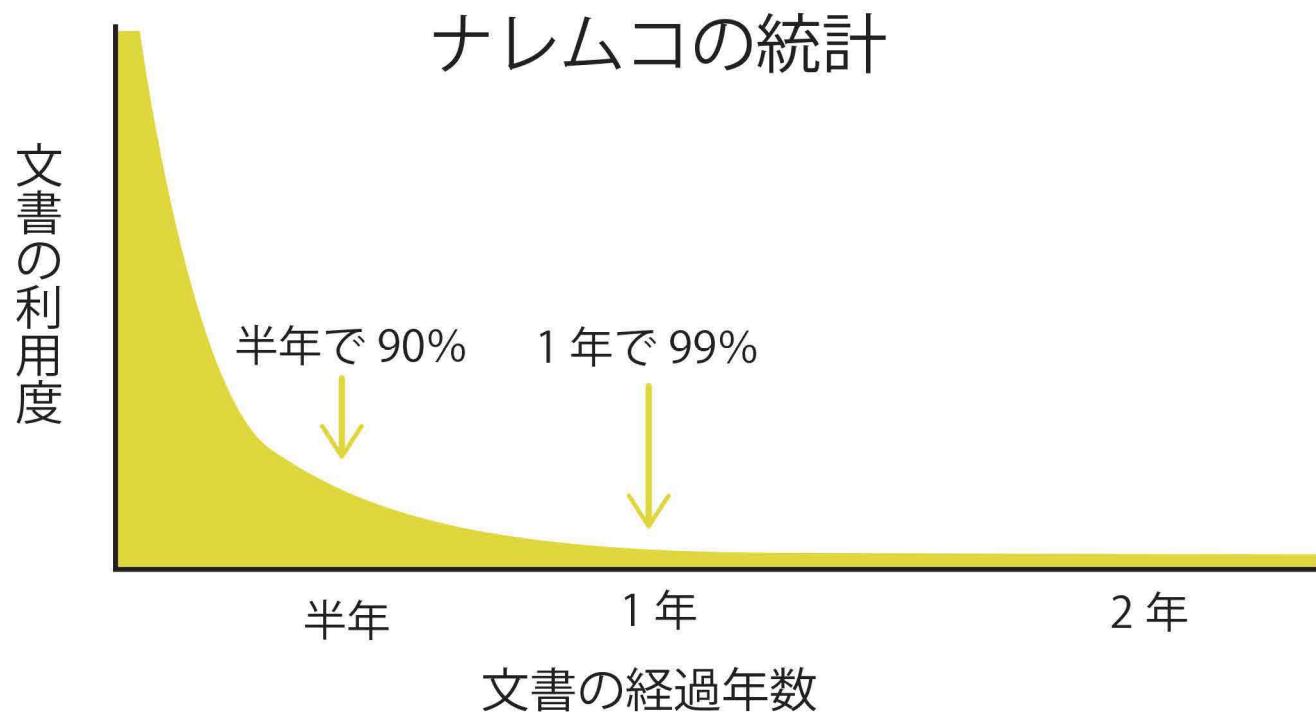 ナレムコの統計
文書の利用度
半年で 90%
1 年で 99%
半年
1 年
2 年
文書の経過年数